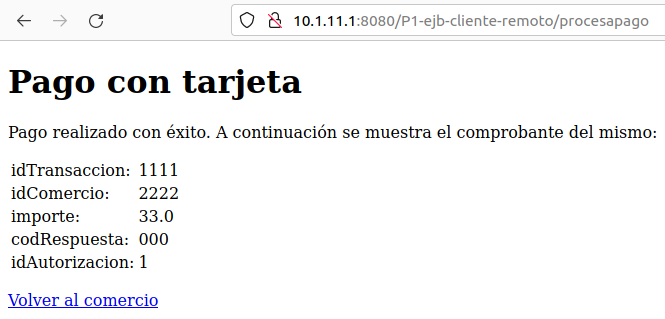 10.1.11.1:8080/P1-ejb-cliente-remoto/procesapago
Pago con tarjeta
Pago realizado con éxito. A continuación se muestra el comprobante del mismo:
idTransaccion: 1111
idComercio: 2222
importe: 33.0
codRespuesta: 000
idAutorizacion: 1
Volver al comercio